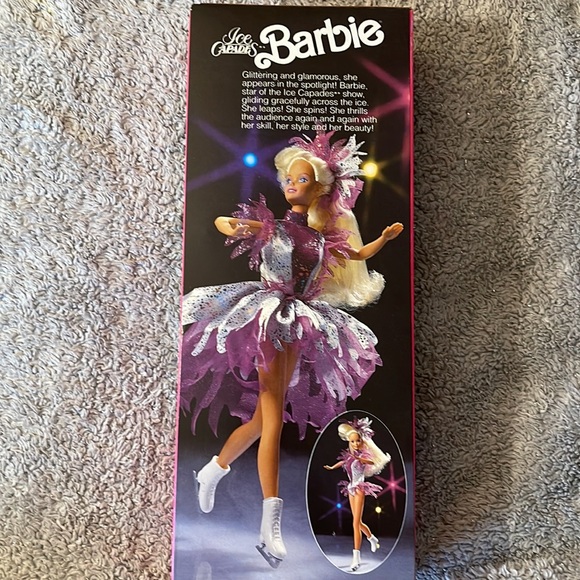 Ice
CAPADES** Barbie®
Glittering and glamorous, she
appears in the spotlight! Barbie,
star of the Ice Capades** show,
gliding gracefully across the ice.
She leaps! She spins! She thrills
the audience again and again with
her skill, her style and her beauty!